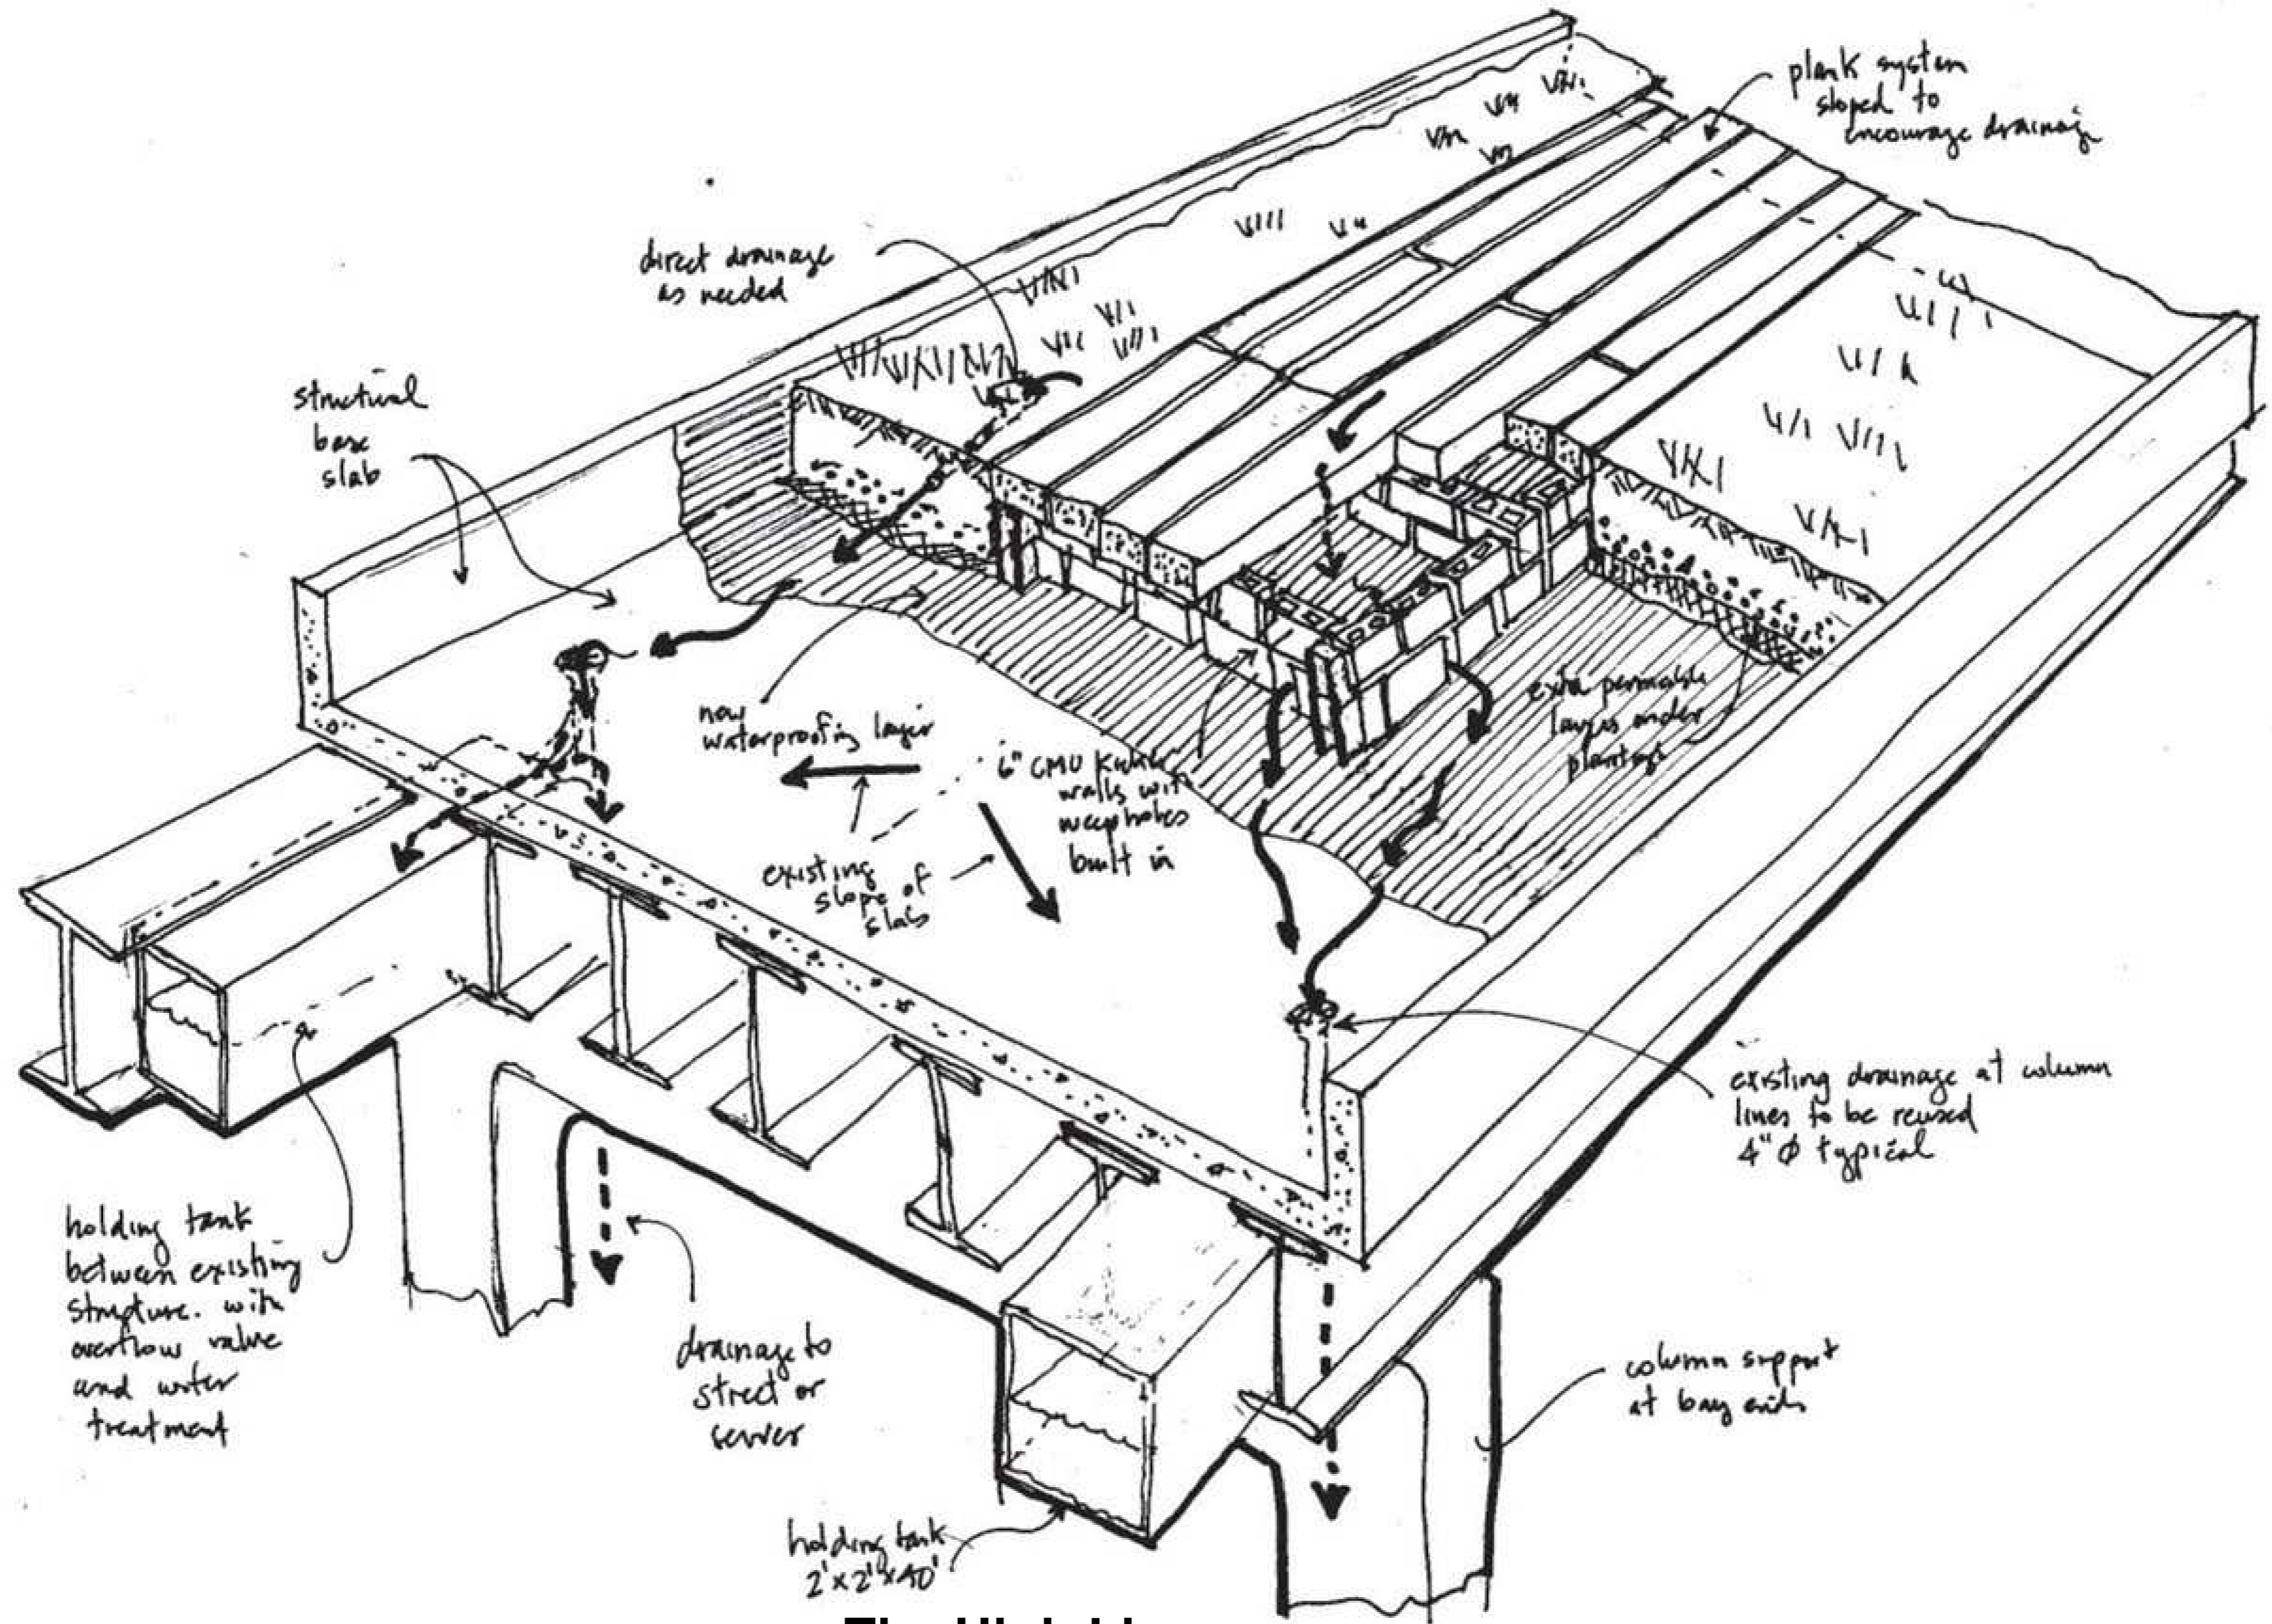 plank system
sloped to
encourage drainage
direct drainage
as needed
structural
base
slab
new
waterproofing layer
6" CMU
walls with
weepholes
built in
extra permeable
layers under
plantings
existing
slope of
slab
existing drainage at column
lines to be reused
4" Ø typical
holding tank
between existing
structure. with
overflow valve
and water
treatment
drainage to
street or
sewer
column support
at bay ends
holding tank
2'x2'x40'